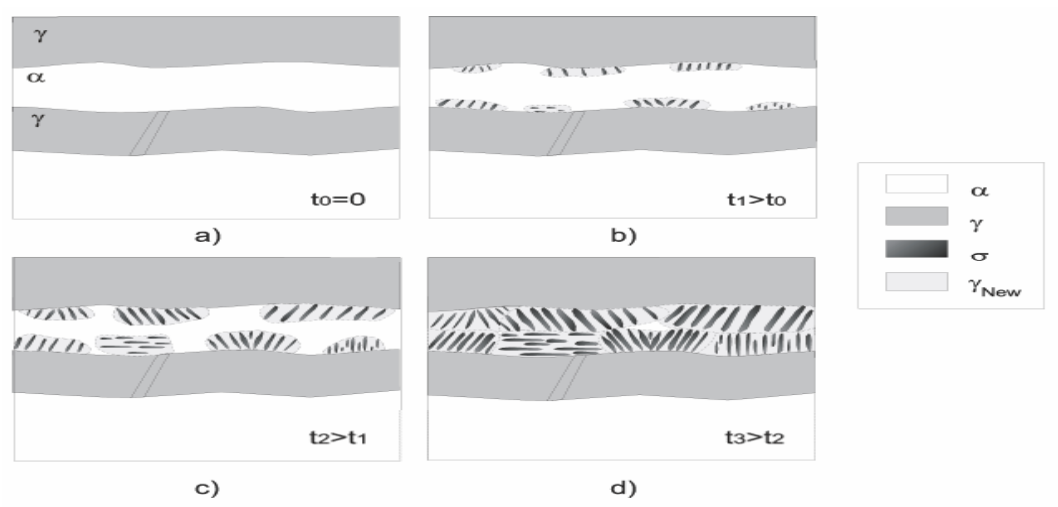 γ
α
γ
t₀=0
a)
t₁>t₀
b)
α
γ
σ
γNew
t₂>t₁
c)
t₃>t₂
d)